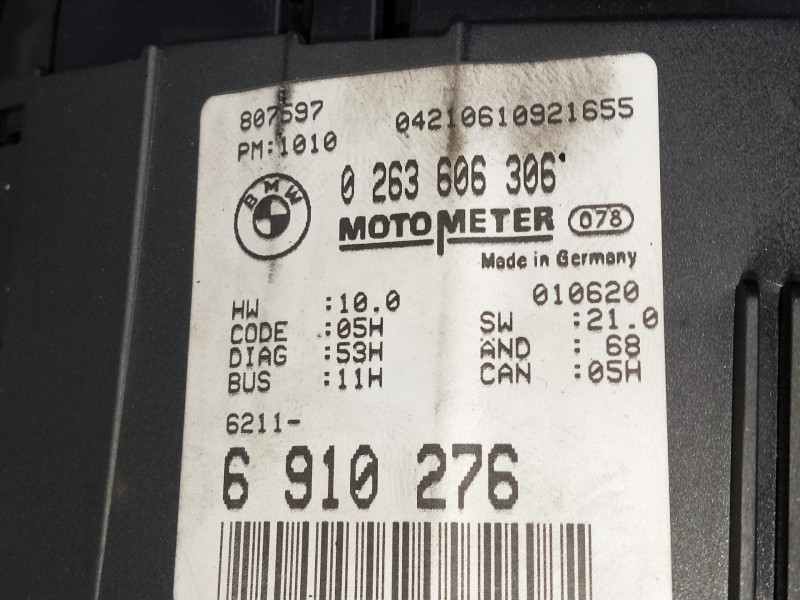 807597 04210610921655
PM:1010
0 263 606 306
BMW MOTOMETER 078
Made in Germany
010620
HW :10.0 SW :21.0
CODE :05H AND : 68
DIAG :53H CAN :05H
BUS :11H
6211-
6 910 276